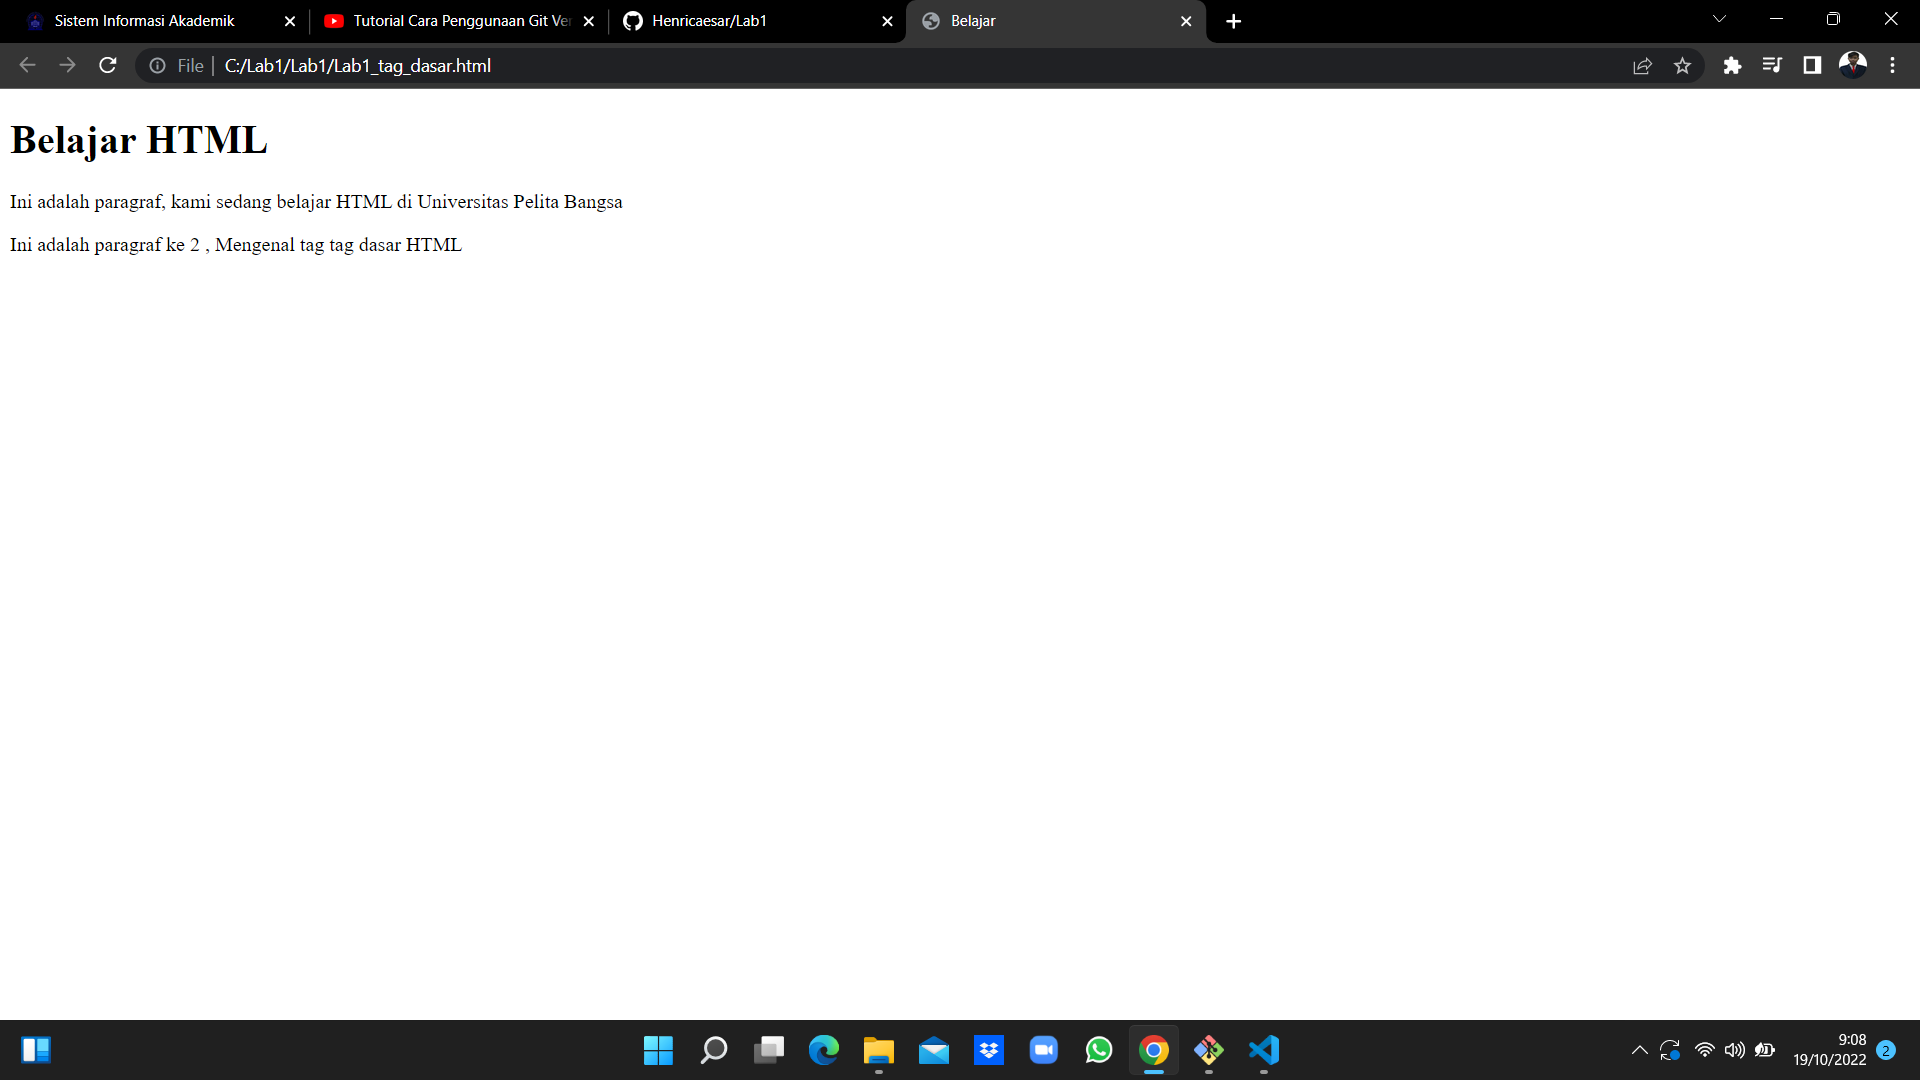 Sistem Informasi Akademik
Tutorial Cara Penggunaan Git Ver
Henricaesar/Lab1
Belajar
File
C:/Lab1/Lab1/Lab1_tag_dasar.html
Belajar HTML
Ini adalah paragraf, kami sedang belajar HTML di Universitas Pelita Bangsa
Ini adalah paragraf ke 2 , Mengenal tag tag dasar HTML
9:08
19/10/2022
2